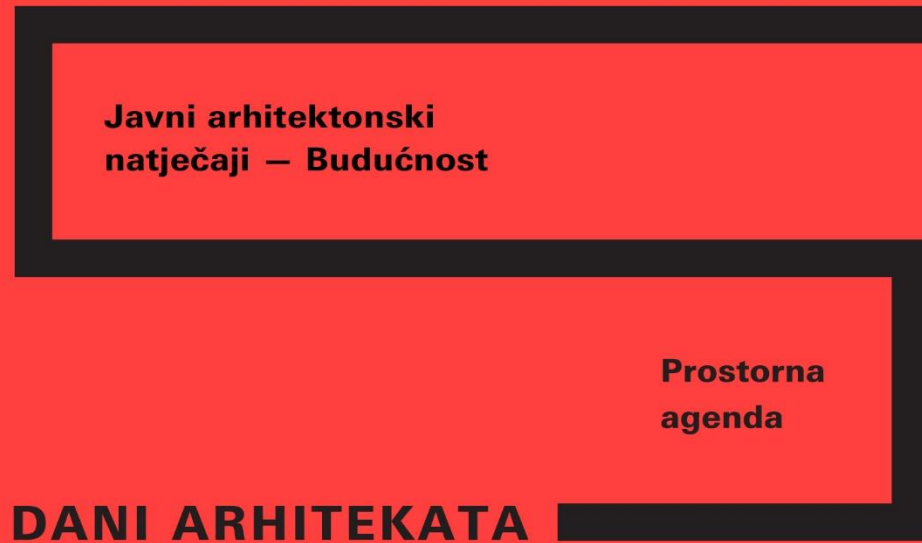 Javni arhitektonski
natječaji — Budućnost
Prostorna
agenda
DANI ARHITEKATA